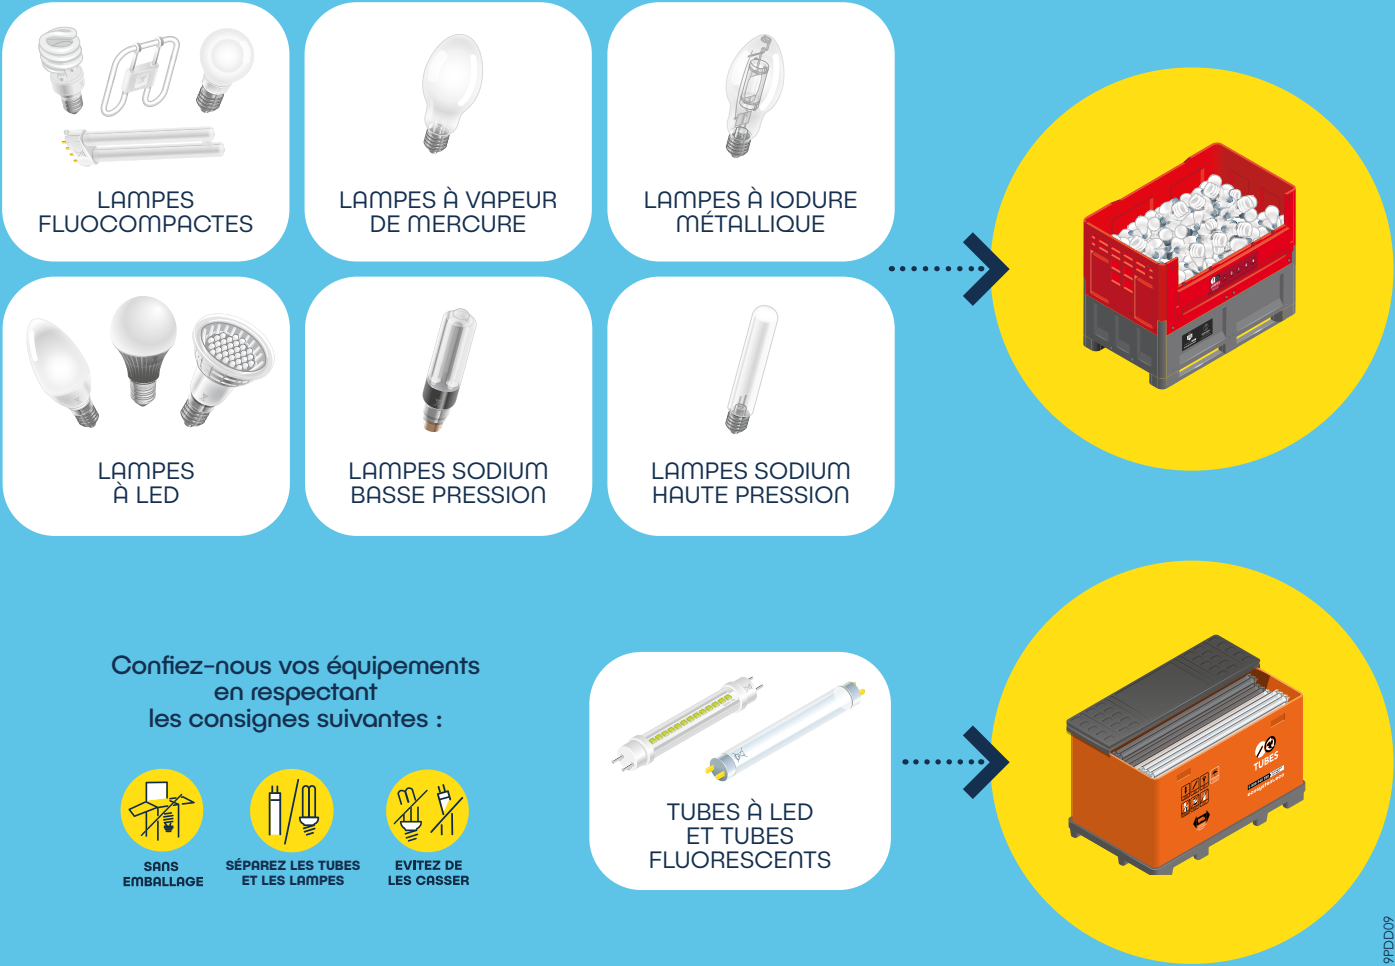 LAMPES
FLUOCOMPACTES
LAMPES À VAPEUR
DE MERCURE
LAMPES À IODURE
MÉTALLIQUE
LAMPES
À LED
LAMPES SODIUM
BASSE PRESSION
LAMPES SODIUM
HAUTE PRESSION
Confiez-nous vos équipements
en respectant
les consignes suivantes :
SANS
EMBALLAGE
SÉPAREZ LES TUBES
ET LES LAMPES
EVITEZ DE
LES CASSER
TUBES À LED
ET TUBES
FLUORESCENTS
TUBES
9PDD09